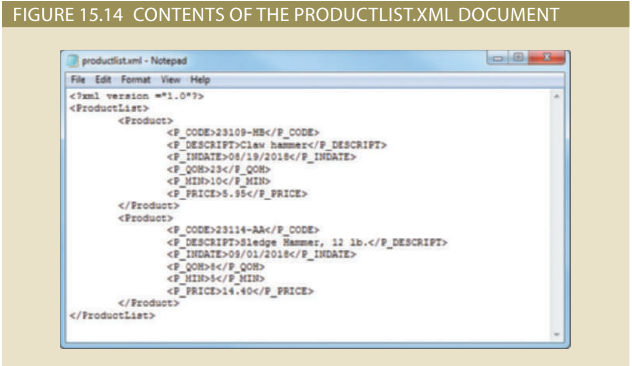 FIGURE 15.14 CONTENTS OF THE PRODUCTLIST.XML DOCUMENT
productlist.xml - Notepad
File Edit Format View Help
<?xml version ="1.0"?>
<ProductList>
<Product>
<P_CODE>23109-HB</P_CODE>
<P_DESCRIPT>Claw hammer</P_DESCRIPT>
<P_INDATE>08/19/2018</P_INDATE>
<P_QOH>23</P_QOH>
<P_MIN>10</P_MIN>
<P_PRICE>5.95</P_PRICE>
</Product>
<Product>
<P_CODE>23114-AA</P_CODE>
<P_DESCRIPT>Sledge Hammer, 12 lb.</P_DESCRIPT>
<P_INDATE>09/01/2018</P_INDATE>
<P_QOH>8</P_QOH>
<P_MIN>5</P_MIN>
<P_PRICE>14.40</P_PRICE>
</Product>
</ProductList>